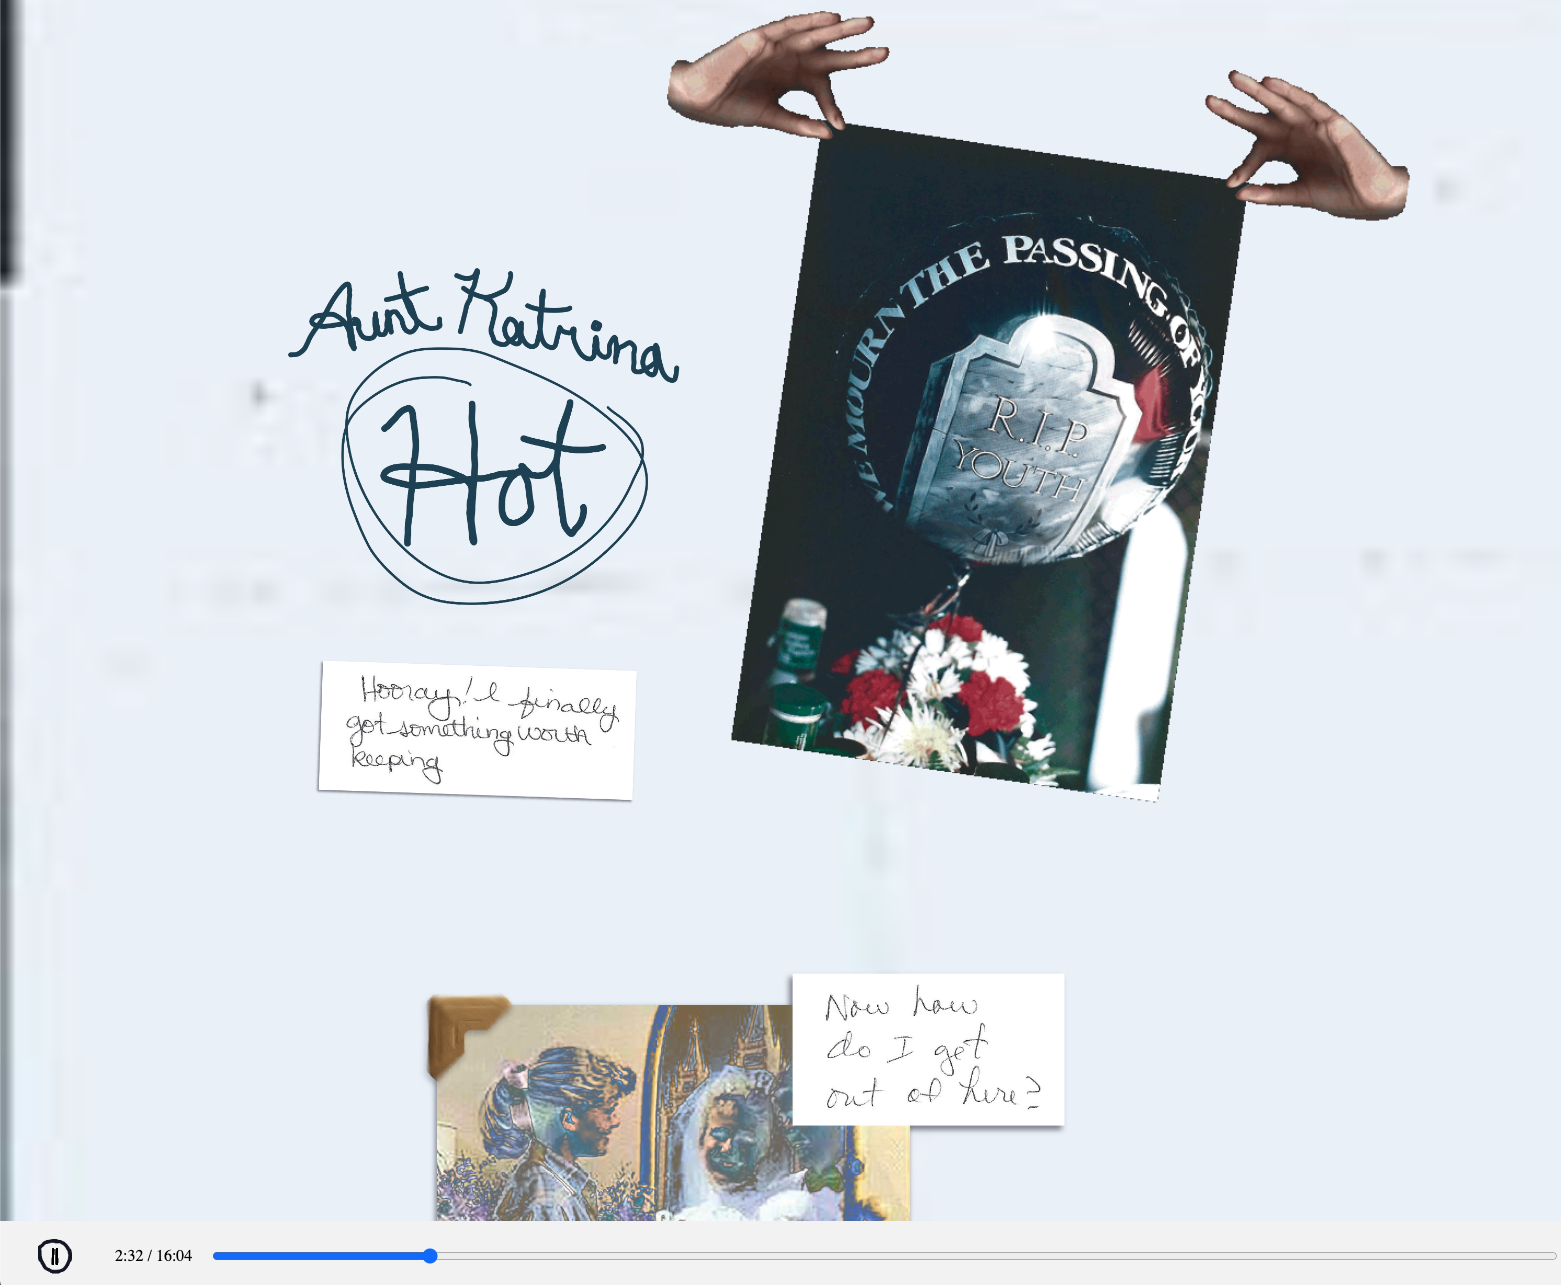 Aunt Katrina
Hot
WE MOURN THE PASSING OF YOUR
R.I.P.
YOUTH
Hooray! I finally
got something worth
keeping
Now how
do I get
out of here?
2:32 / 16:04